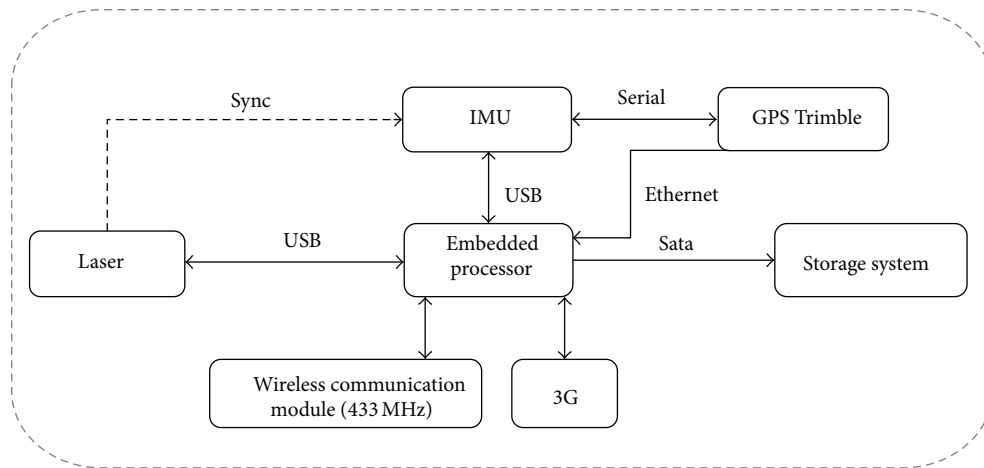 Sync
IMU
Serial
GPS Trimble
USB
Ethernet
Laser
USB
Embedded
processor
Sata
Storage system
Wireless communication
module (433 MHz)
3G